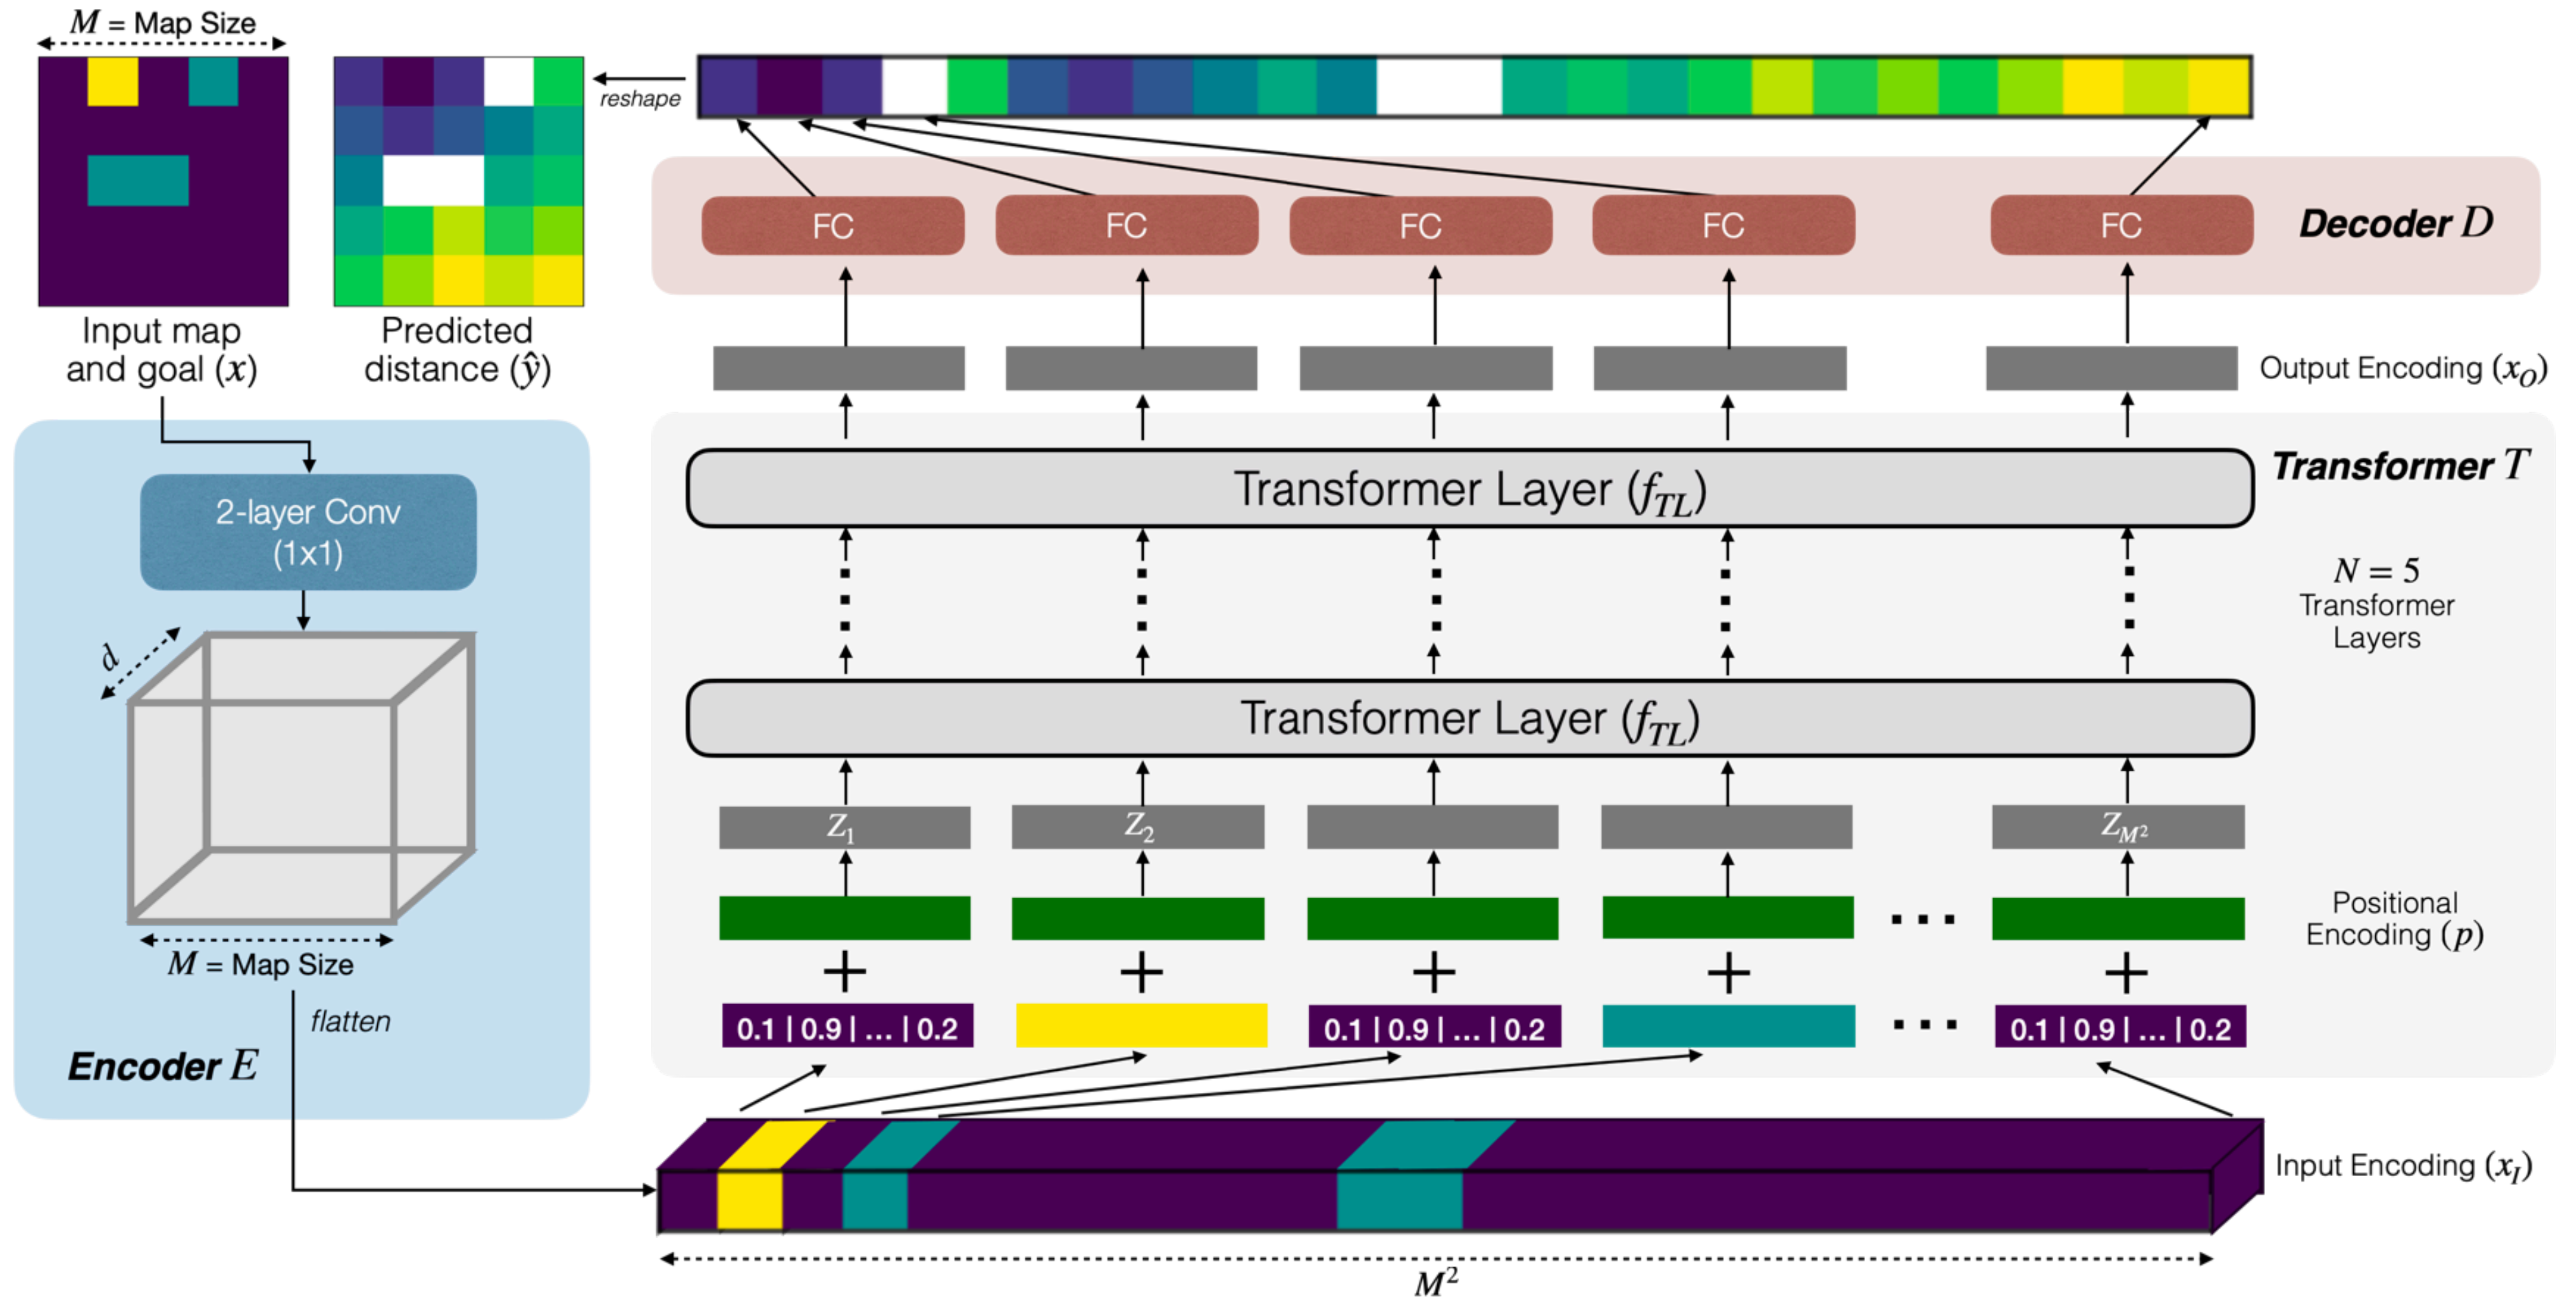 M = Map Size
reshape
Input map
and goal (x)
Predicted
distance (ŷ)
FC
FC
FC
FC
FC
Decoder D
Output Encoding (x_O)
2-layer Conv
(1x1)
d
M = Map Size
flatten
Encoder E
Transformer Layer (f_TL)
Transformer T
N = 5
Transformer
Layers
Transformer Layer (f_TL)
Z_1
Z_2
Z_M²
Positional
Encoding (p)
+
+
+
+
+
0.1 | 0.9 | ... | 0.2
0.1 | 0.9 | ... | 0.2
0.1 | 0.9 | ... | 0.2
Input Encoding (x_I)
M²